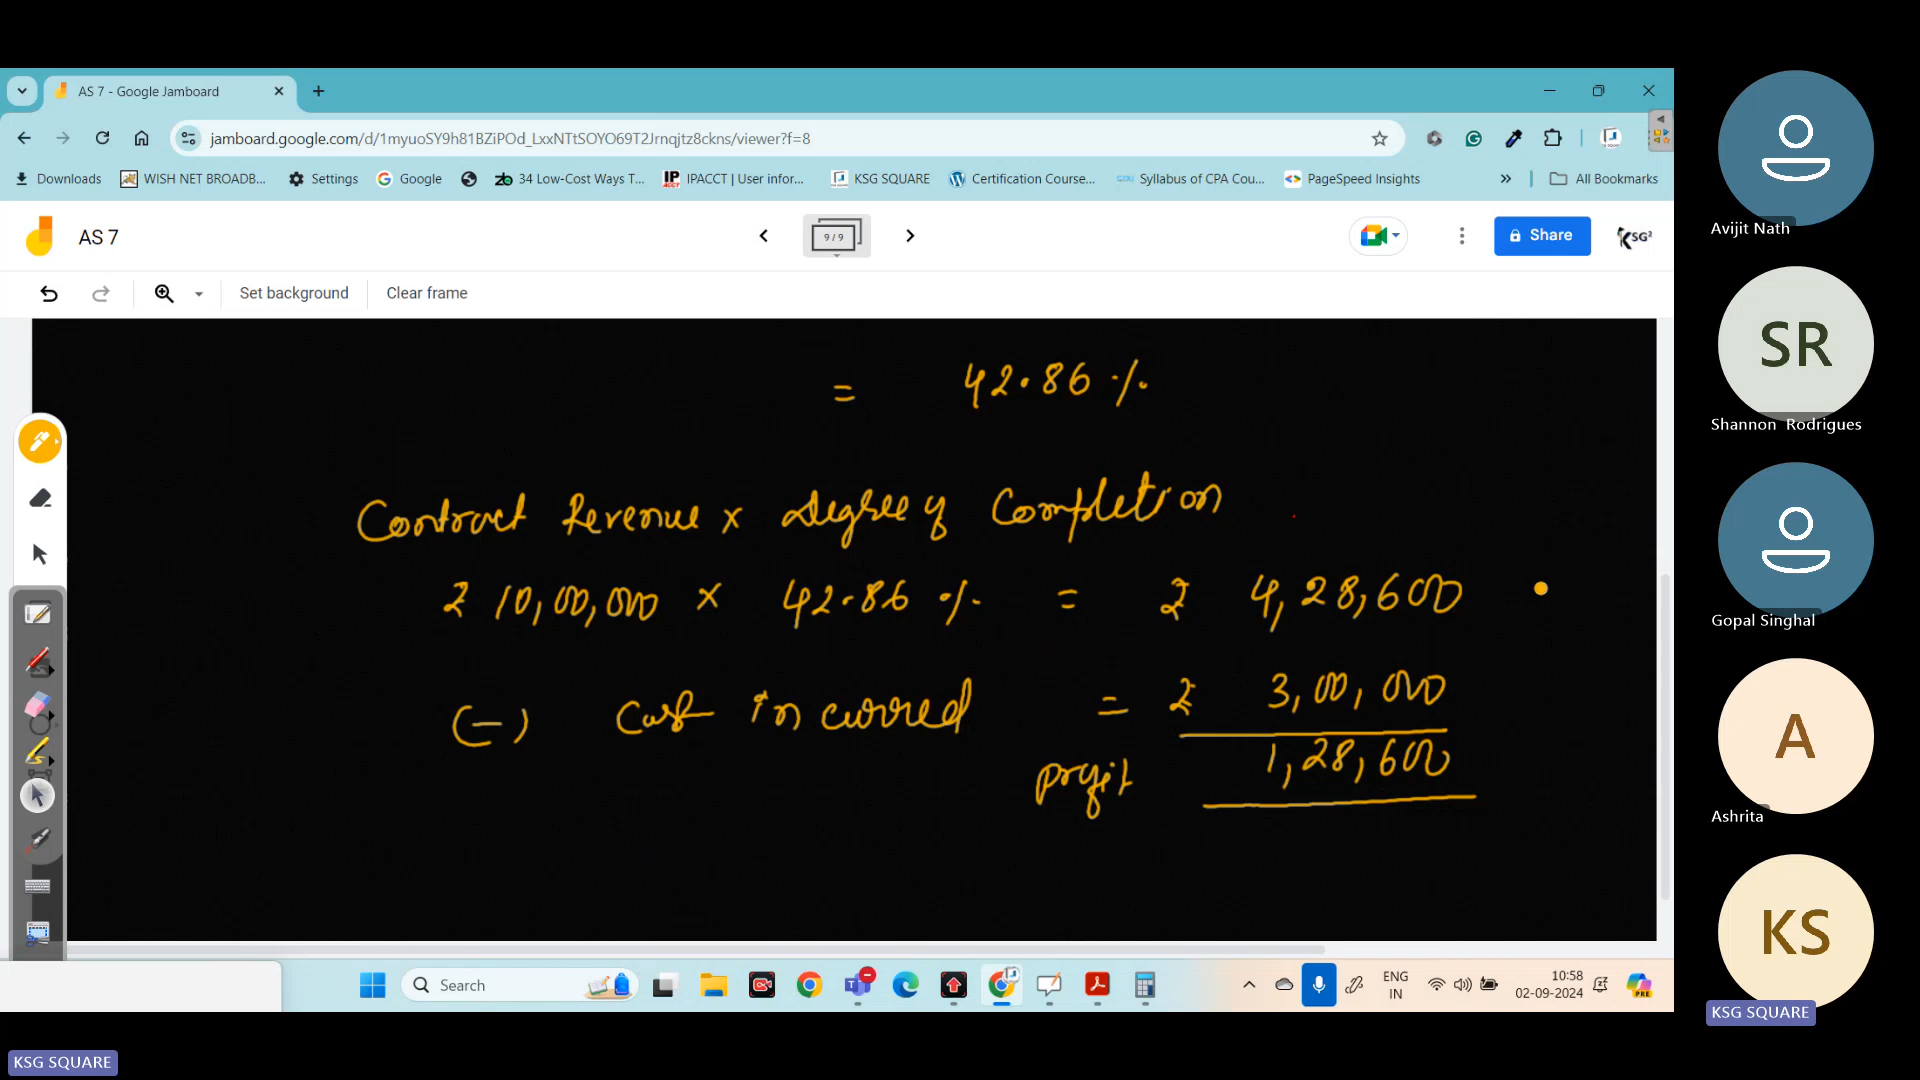 AS 7 - Google Jamboard
jamboard.google.com/d/1myuoSY9h81BZiPOd_LxxNTtSOYO69T2Jrnqjtz8ckns/viewer?f=8
Downloads WISH NET BROADB... Settings Google 34 Low-Cost Ways T... IPACCT | User infor... KSG SQUARE Certification Course... Syllabus of CPA Cou... PageSpeed Insights » All Bookmarks
AS 7 9 / 9 Share KSG²
Set background Clear frame
= 42.86 %
Contract Revenue x Degree of Completion
₹ 10,00,000 x 42.86 % = ₹ 4,28,600
(-) Cost incurred = ₹ 3,00,000
profit 1,28,600
Search ENG IN 10:58 02-09-2024
Avijit Nath
SR
Shannon Rodrigues
Gopal Singhal
A
Ashrita
KS
KSG SQUARE
KSG SQUARE